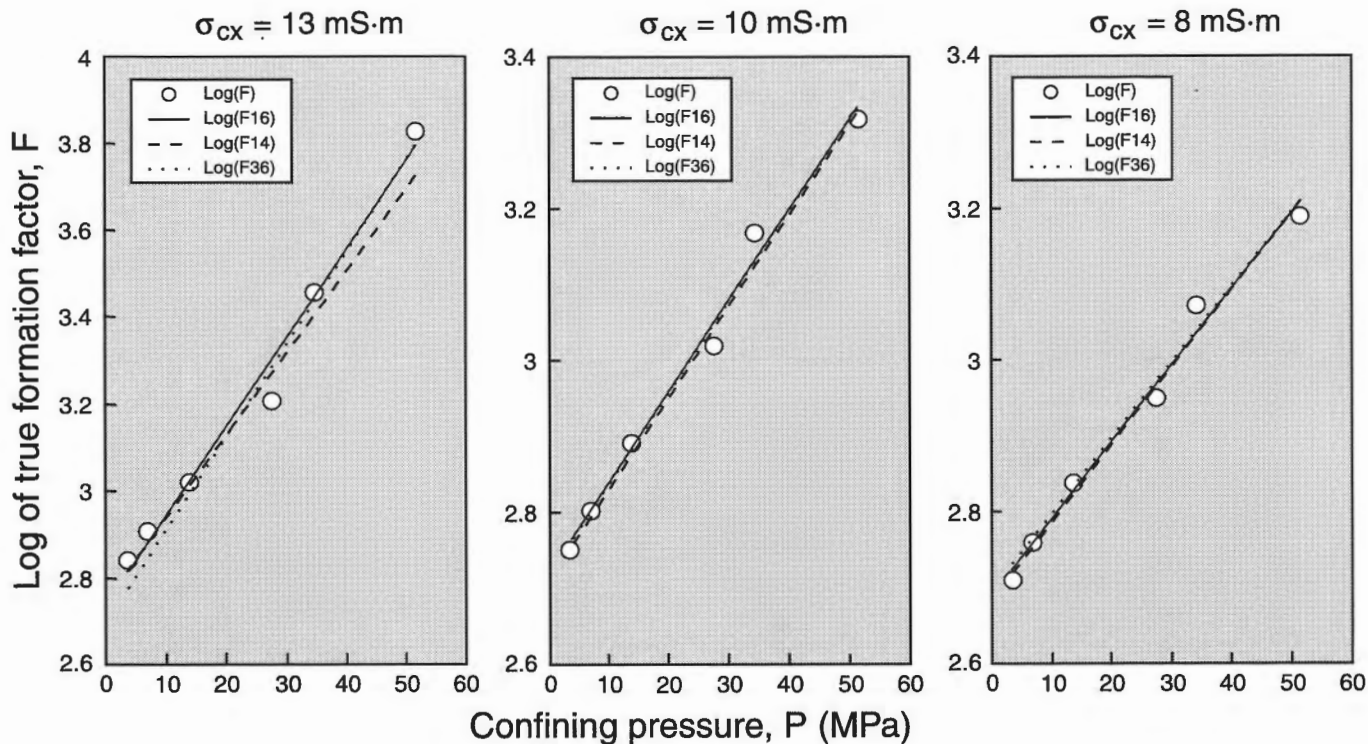 σcx = 13 mS·m
σcx = 10 mS·m
σcx = 8 mS·m
Log of true formation factor, F
4
3.8
3.6
3.4
3.2
3
2.8
2.6
Log(F)
Log(F16)
Log(F14)
Log(F36)
0 10 20 30 40 50 60
3.4
3.2
3
2.8
2.6
Log(F)
Log(F16)
Log(F14)
Log(F36)
0 10 20 30 40 50 60
3.4
3.2
3
2.8
2.6
Log(F)
Log(F16)
Log(F14)
Log(F36)
0 10 20 30 40 50 60
Confining pressure, P (MPa)